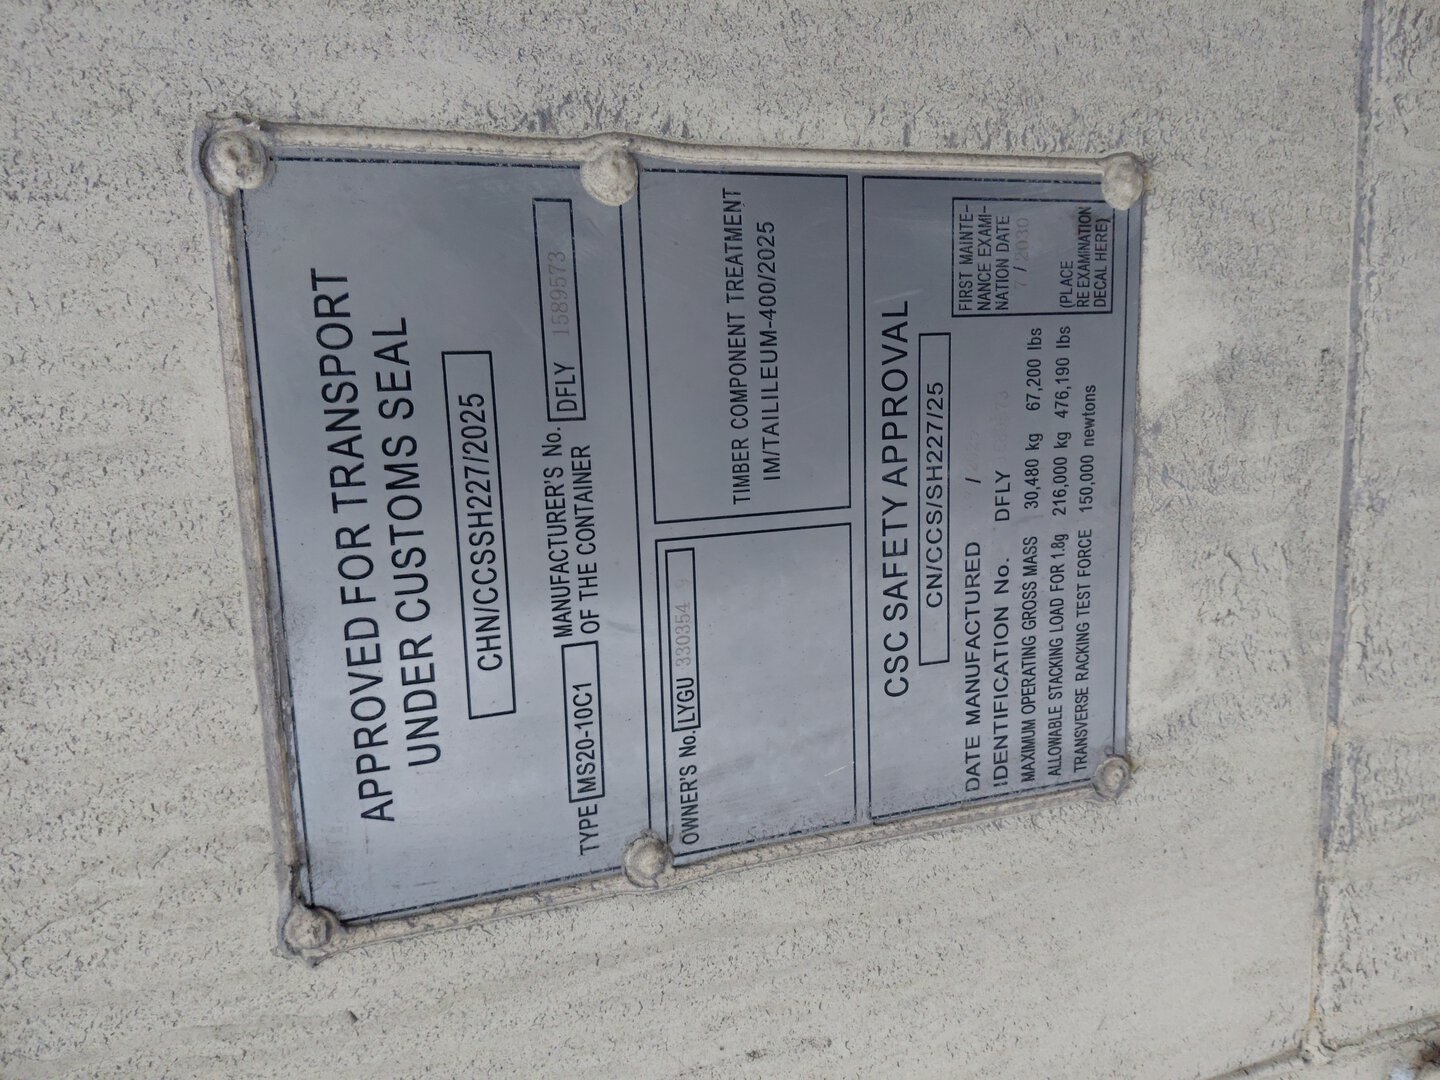 APPROVED FOR TRANSPORT
UNDER CUSTOMS SEAL
CHN/CCSSH227/2025
TYPE MS20-10C1 MANUFACTURER'S No. OF THE CONTAINER DFLY 1589573
OWNER'S No. LYGU 330354 9
TIMBER COMPONENT TREATMENT
IM/TAILILEUM-400/2025
CSC SAFETY APPROVAL
CN/CCS/SH227/25
DATE MANUFACTURED /
IDENTIFICATION No. DFLY
MAXIMUM OPERATING GROSS MASS 30,480 kg 67,200 lbs
ALLOWABLE STACKING LOAD FOR 1.8g 216,000 kg 476,190 lbs
TRANSVERSE RACKING TEST FORCE 150,000 newtons
FIRST MAINTE-
NANCE EXAMI-
NATION DATE
7 / 2030
(PLACE
RE EXAMINATION
DECAL HERE)